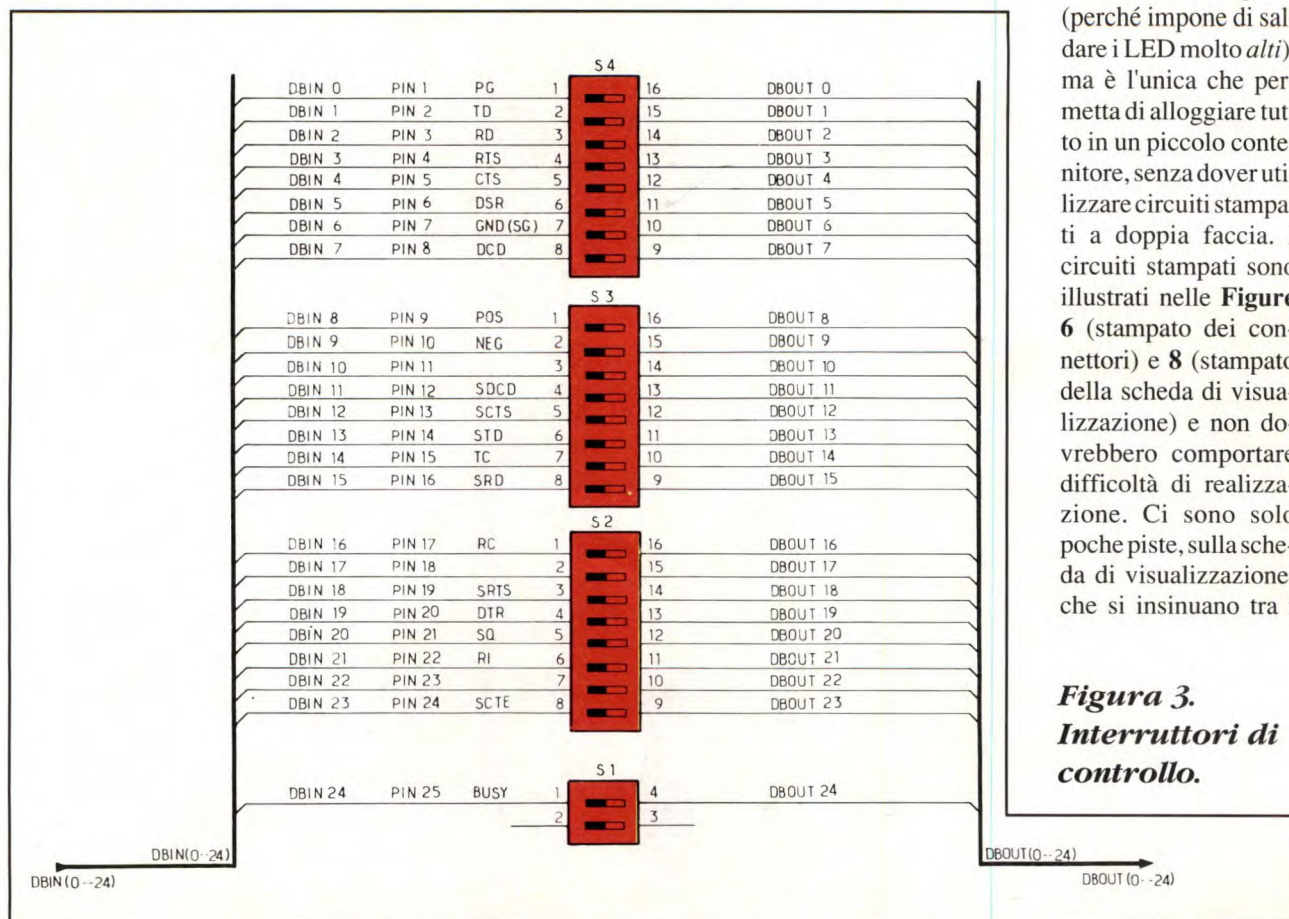 S4
DBIN 0 PIN 1 PG 1 16 DBOUT 0
DBIN 1 PIN 2 TD 2 15 DBOUT 1
DBIN 2 PIN 3 RD 3 14 DBOUT 2
DBIN 3 PIN 4 RTS 4 13 DBOUT 3
DBIN 4 PIN 5 CTS 5 12 DBOUT 4
DBIN 5 PIN 6 DSR 6 11 DBOUT 5
DBIN 6 PIN 7 GND(SG) 7 10 DBOUT 6
DBIN 7 PIN 8 DCD 8 9 DBOUT 7
S3
DBIN 8 PIN 9 POS 1 16 DBOUT 8
DBIN 9 PIN 10 NEG 2 15 DBOUT 9
DBIN 10 PIN 11 3 14 DBOUT 10
DBIN 11 PIN 12 SDCD 4 13 DBOUT 11
DBIN 12 PIN 13 SCTS 5 12 DBOUT 12
DBIN 13 PIN 14 STD 6 11 DBOUT 13
DBIN 14 PIN 15 TC 7 10 DBOUT 14
DBIN 15 PIN 16 SRD 8 9 DBOUT 15
S2
DBIN 16 PIN 17 RC 1 16 DBOUT 16
DBIN 17 PIN 18 2 15 DBOUT 17
DBIN 18 PIN 19 SRTS 3 14 DBOUT 18
DBIN 19 PIN 20 DTR 4 13 DBOUT 19
DBIN 20 PIN 21 SQ 5 12 DBOUT 20
DBIN 21 PIN 22 RI 6 11 DBOUT 21
DBIN 22 PIN 23 7 10 DBOUT 22
DBIN 23 PIN 24 SCTE 8 9 DBOUT 23
S1
DBIN 24 PIN 25 BUSY 1 4 DBOUT 24
2 3
DBIN(0--24)
DBIN(0--24)
DBOUT(0--24)
DBOUT(0--24)
(perché impone di sal
dare i LED molto alti)
ma è l'unica che per
metta di alloggiare tut
to in un piccolo conte
nitore, senza dover uti
lizzare circuiti stampa
ti a doppia faccia.
circuiti stampati sono
illustrati nelle Figure
6 (stampato dei con-
nettori) e 8 (stampato
della scheda di visua-
lizzazione) e non do-
vrebbero comportare
difficoltà di realizza-
zione. Ci sono solo
poche piste, sulla sche-
da di visualizzazione
che si insinuano tra
Figura 3.
Interruttori di
controllo.